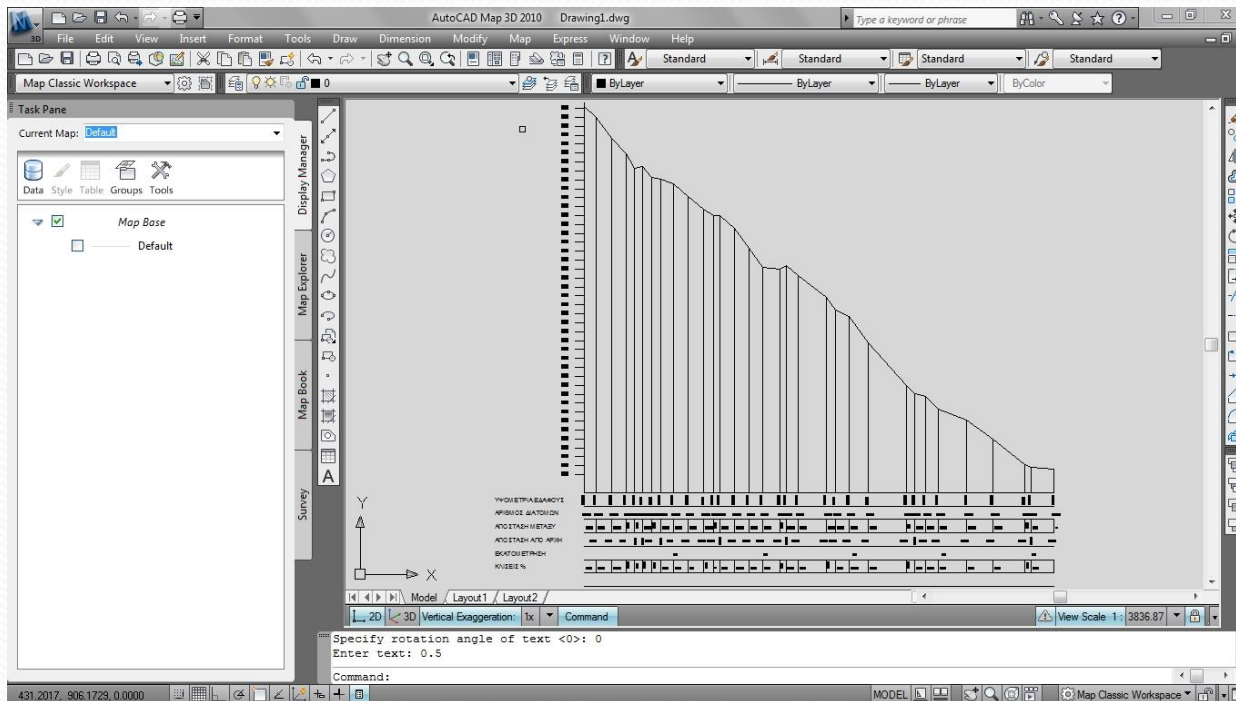 AutoCAD Map 3D 2010 Drawing1.dwg
Type a keyword or phrase
3D File Edit View Insert Format Tools Draw Dimension Modify Map Express Window Help
Standard Standard Standard Standard
Map Classic Workspace 0 ByLayer ByLayer ByLayer ByColor
Task Pane
Current Map: Default
Data Style Table Groups Tools
Map Base
Default
Display Manager
Map Explorer
Map Book
Survey
A
Y
X
ΥΨΟΜΕΤΡΙΑ ΕΔΑΦΟΥΣ
ΑΡΙΘΜΟΣ ΔΙΑΤΟΜΩΝ
ΑΠΟΣΤΑΣΗ ΜΕΤΑΞΥ
ΑΠΟΣΤΑΣΗ ΑΠΟ ΑΡΧΗ
ΕΚΑΤΟΜΕΤΡΗΣΗ
ΚΛΙΣΕΙΣ %
Model Layout1 Layout2
2D 3D Vertical Exaggeration: 1x Command
View Scale 1 : 3836.87
Specify rotation angle of text <0>: 0
Enter text: 0.5
Command:
431.2017, 906.1729, 0.0000
MODEL
Map Classic Workspace